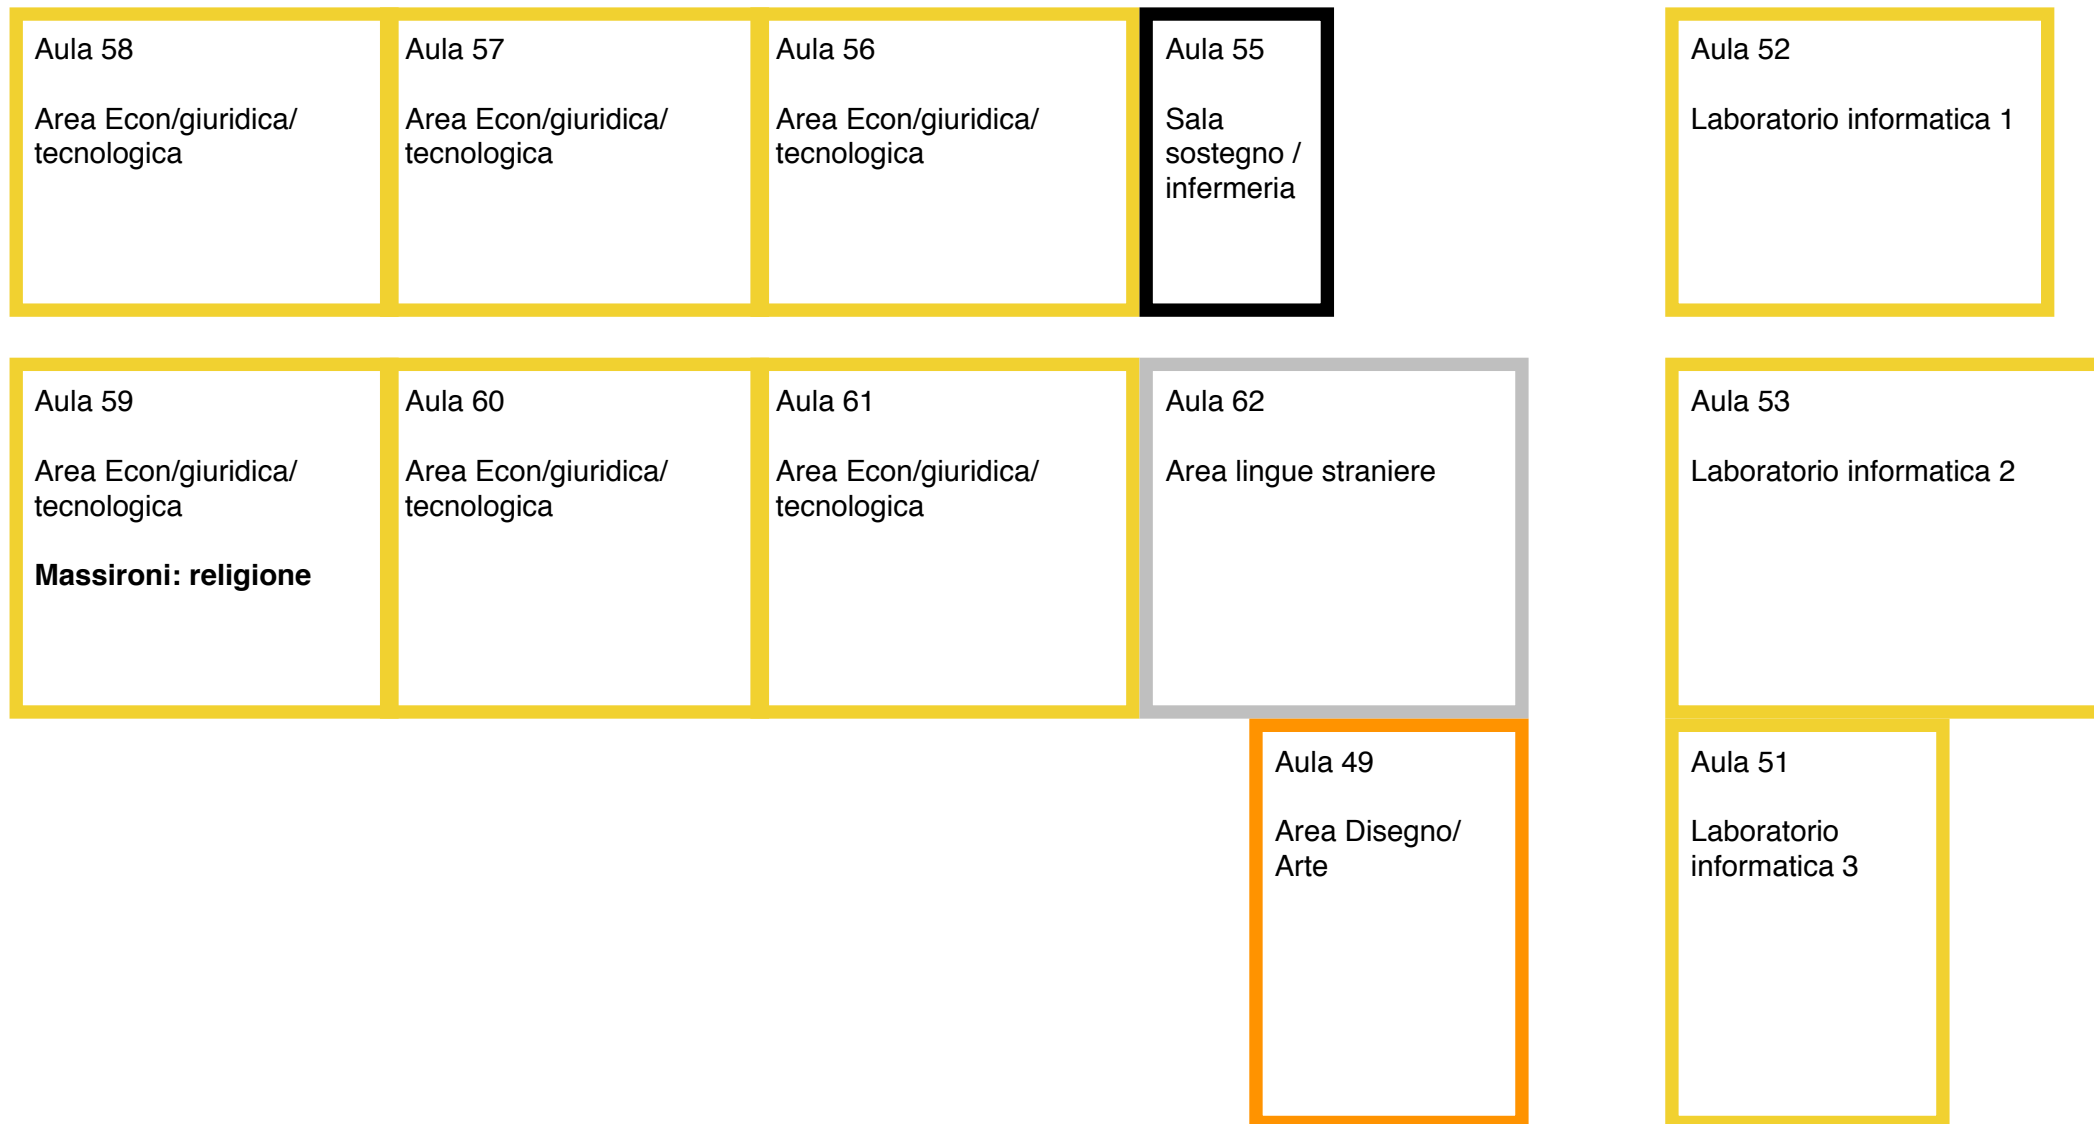 Aula 58
Area Econ/giuridica/
tecnologica
Aula 57
Area Econ/giuridica/
tecnologica
Aula 56
Area Econ/giuridica/
tecnologica
Aula 55
Sala
sostegno /
infermeria
Aula 52
Laboratorio informatica 1
Aula 59
Area Econ/giuridica/
tecnologica
Massironi: religione
Aula 60
Area Econ/giuridica/
tecnologica
Aula 61
Area Econ/giuridica/
tecnologica
Aula 62
Area lingue straniere
Aula 53
Laboratorio informatica 2
Aula 49
Area Disegno/
Arte
Aula 51
Laboratorio
informatica 3